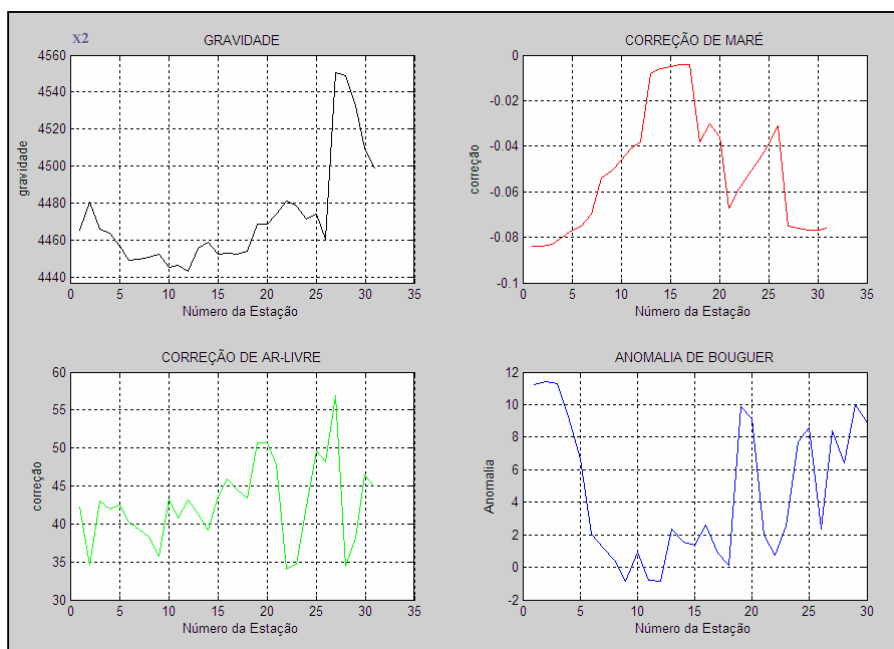 x2
GRAVIDADE
gravidade
4560
4540
4520
4500
4480
4460
4440
0 5 10 15 20 25 30 35
Número da Estação
CORREÇÃO DE MARÉ
correção
0
-0.02
-0.04
-0.06
-0.08
-0.1
0 5 10 15 20 25 30 35
Número da Estação
CORREÇÃO DE AR-LIVRE
correção
60
55
50
45
40
35
30
0 5 10 15 20 25 30 35
Número da Estação
ANOMALIA DE BOUGUER
Anomalia
12
10
8
6
4
2
0
-2
0 5 10 15 20 25 30
Número da Estação